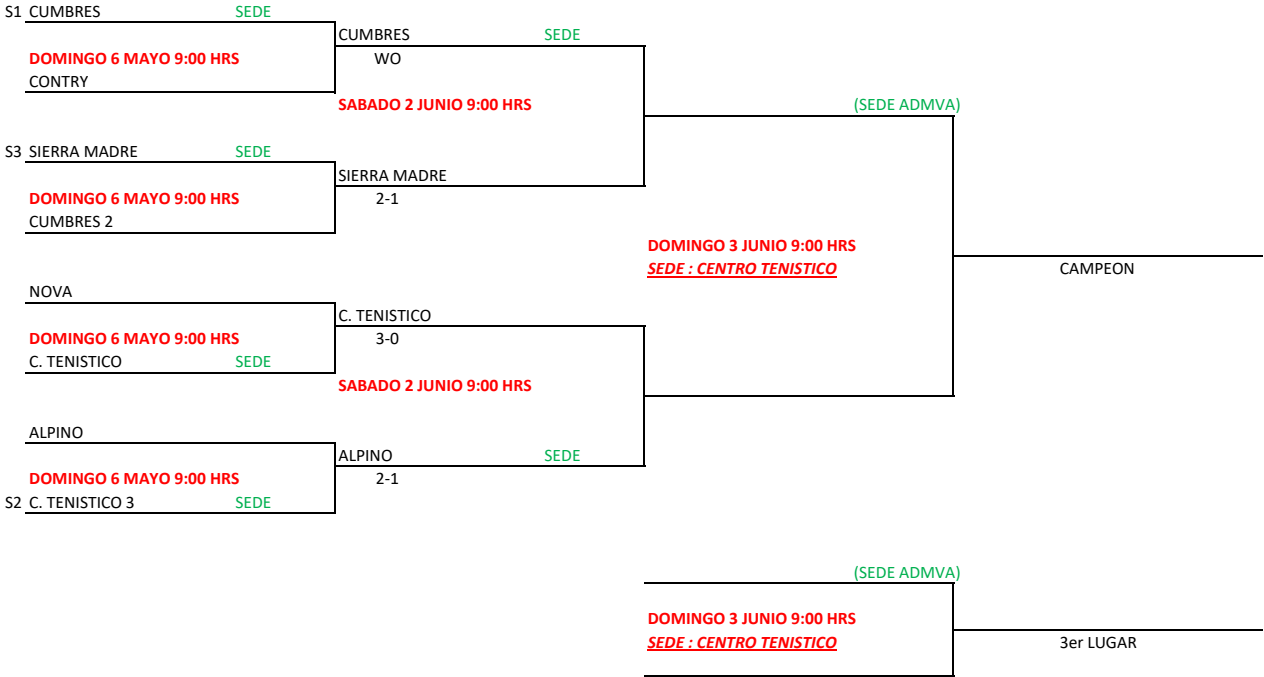 S1 CUMBRES SEDE
CUMBRES SEDE
DOMINGO 6 MAYO 9:00 HRS
WO
CONTRY
SABADO 2 JUNIO 9:00 HRS
(SEDE ADMVA)
S3 SIERRA MADRE SEDE
SIERRA MADRE
DOMINGO 6 MAYO 9:00 HRS
2-1
CUMBRES 2
DOMINGO 3 JUNIO 9:00 HRS
SEDE : CENTRO TENISTICO
CAMPEON
NOVA
C. TENISTICO
DOMINGO 6 MAYO 9:00 HRS
3-0
C. TENISTICO SEDE
SABADO 2 JUNIO 9:00 HRS
ALPINO
ALPINO SEDE
DOMINGO 6 MAYO 9:00 HRS
2-1
S2 C. TENISTICO 3 SEDE
(SEDE ADMVA)
DOMINGO 3 JUNIO 9:00 HRS
SEDE : CENTRO TENISTICO
3er LUGAR